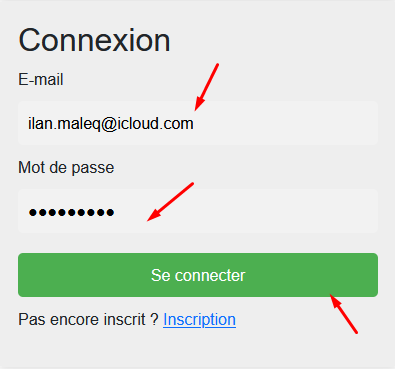 Connexion
E-mail
ilan.maleq@icloud.com
Mot de passe
●●●●●●●●●
Se connecter
Pas encore inscrit ? Inscription